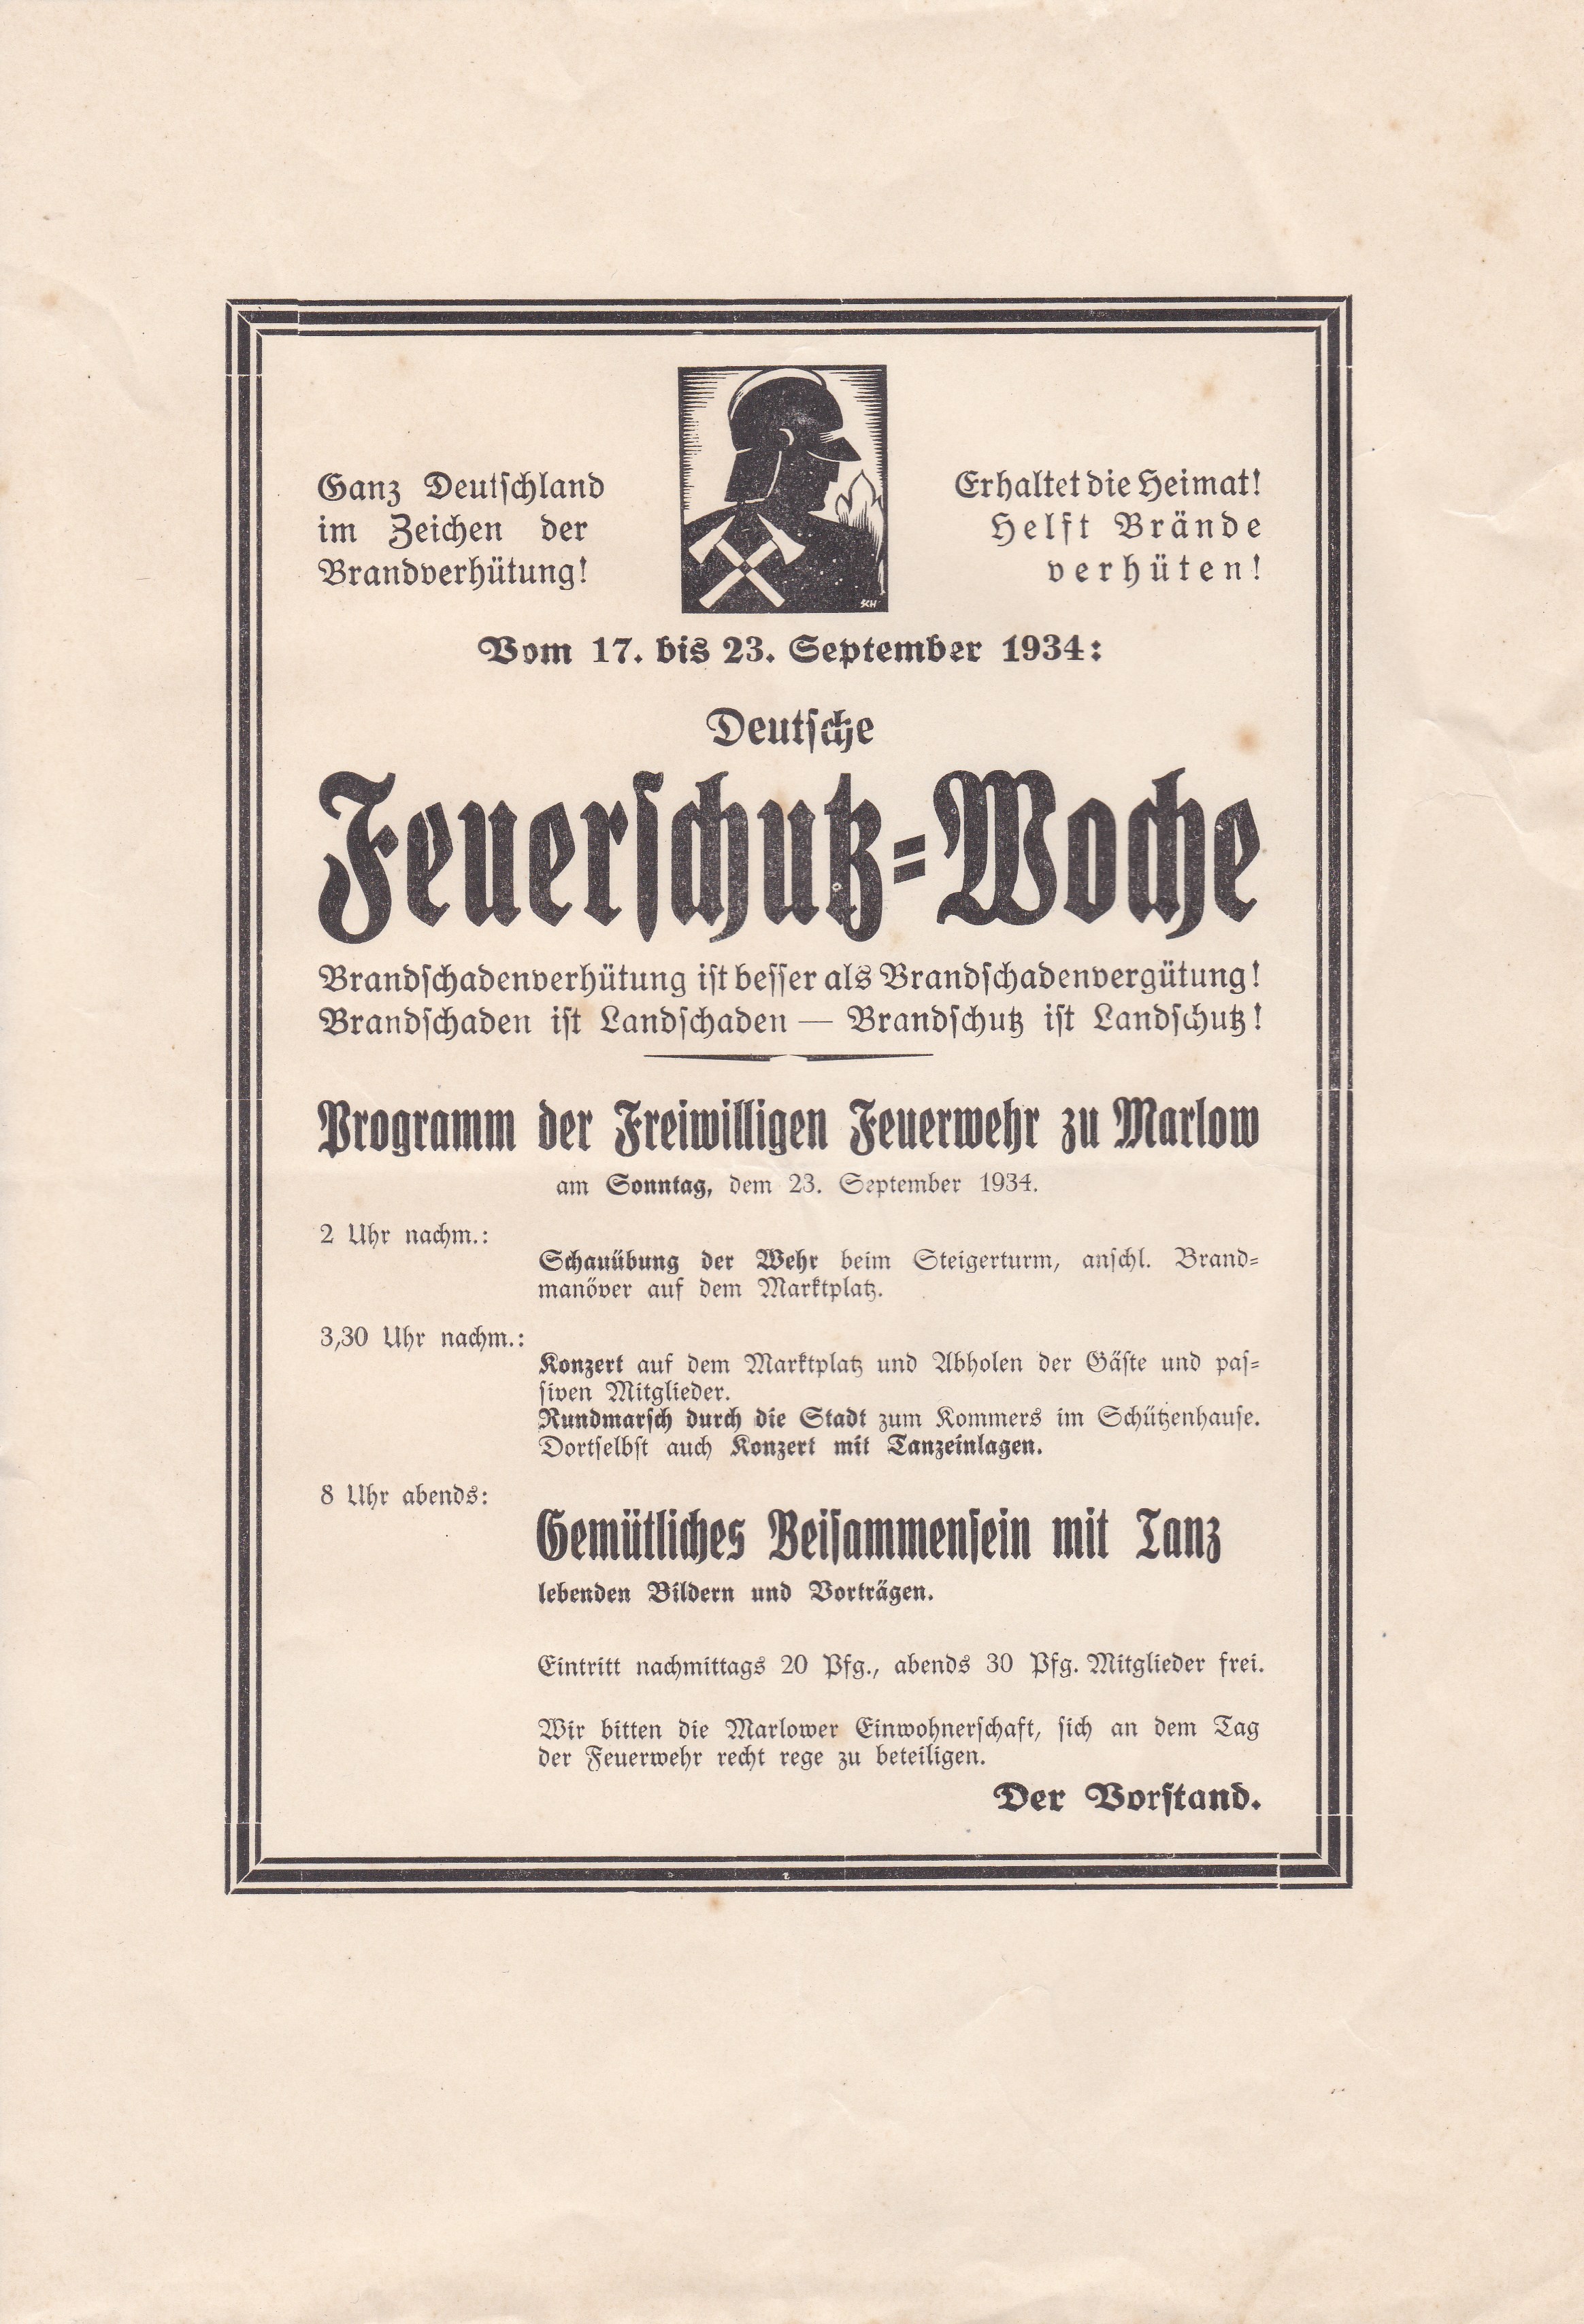 Ganz Deutschland
im Zeichen der
Brandverhütung!
Erhaltet die Heimat!
Helft Brände
verhüten!
SCH
Vom 17. bis 23. September 1934:
Deutsche
Feuerschutz-Woche
Brandschadenverhütung ist besser als Brandschadenvergütung!
Brandschaden ist Landschaden — Brandschutz ist Landschutz!
Programm der Freiwilligen Feuerwehr zu Marlow
am Sonntag, dem 23. September 1934.
2 Uhr nachm.:
Schauübung der Wehr beim Steigerturm, anschl. Brand-
manöver auf dem Marktplatz.
3,30 Uhr nachm.:
Konzert auf dem Marktplatz und Abholen der Gäste und pas-
siven Mitglieder.
Rundmarsch durch die Stadt zum Kommers im Schützenhause.
Dortselbst auch Konzert mit Tanzeinlagen.
8 Uhr abends:
Gemütliches Beisammensein mit Tanz
lebenden Bildern und Vorträgen.
Eintritt nachmittags 20 Pfg., abends 30 Pfg. Mitglieder frei.
Wir bitten die Marlower Einwohnerschaft, sich an dem Tag
der Feuerwehr recht rege zu beteiligen.
Der Vorstand.